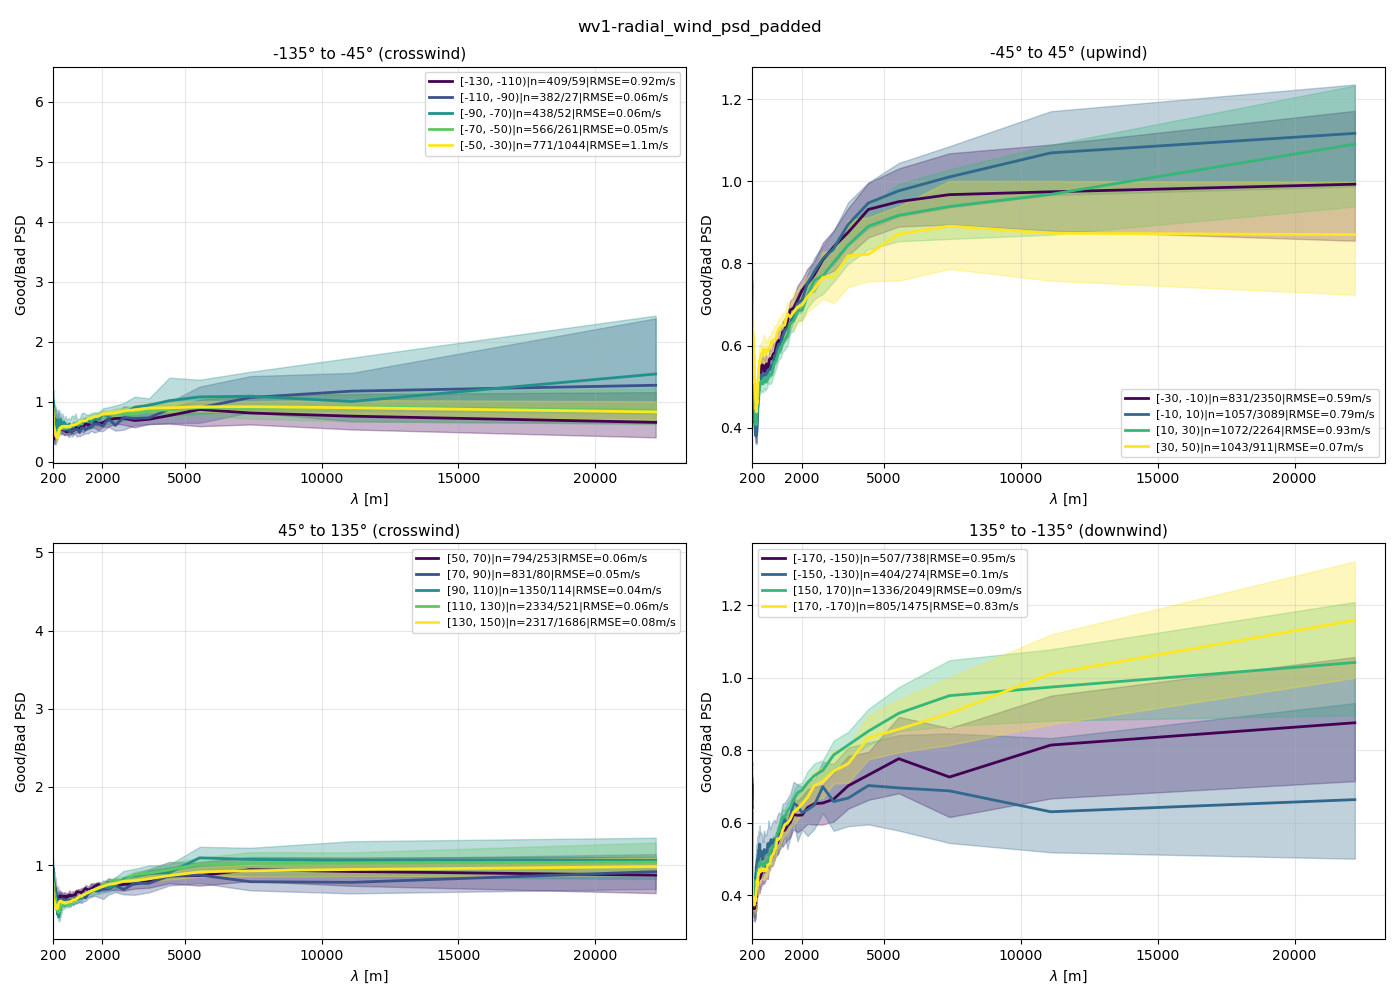 wv1-radial_wind_psd_padded
-135° to -45° (crosswind)
[-130, -110)|n=409/59|RMSE=0.92m/s
[-110, -90)|n=382/27|RMSE=0.06m/s
[-90, -70)|n=438/52|RMSE=0.06m/s
[-70, -50)|n=566/261|RMSE=0.05m/s
[-50, -30)|n=771/1044|RMSE=1.1m/s
6
5
4
3
2
1
0
Good/Bad PSD
200 2000 5000 10000 15000 20000
λ [m]
-45° to 45° (upwind)
1.2
1.0
0.8
0.6
0.4
Good/Bad PSD
[-30, -10)|n=831/2350|RMSE=0.59m/s
[-10, 10)|n=1057/3089|RMSE=0.79m/s
[10, 30)|n=1072/2264|RMSE=0.93m/s
[30, 50)|n=1043/911|RMSE=0.07m/s
200 2000 5000 10000 15000 20000
λ [m]
45° to 135° (crosswind)
[50, 70)|n=794/253|RMSE=0.06m/s
[70, 90)|n=831/80|RMSE=0.05m/s
[90, 110)|n=1350/114|RMSE=0.04m/s
[110, 130)|n=2334/521|RMSE=0.06m/s
[130, 150)|n=2317/1686|RMSE=0.08m/s
5
4
3
2
1
Good/Bad PSD
200 2000 5000 10000 15000 20000
λ [m]
135° to -135° (downwind)
[-170, -150)|n=507/738|RMSE=0.95m/s
[-150, -130)|n=404/274|RMSE=0.1m/s
[150, 170)|n=1336/2049|RMSE=0.09m/s
[170, -170)|n=805/1475|RMSE=0.83m/s
1.2
1.0
0.8
0.6
0.4
Good/Bad PSD
200 2000 5000 10000 15000 20000
λ [m]